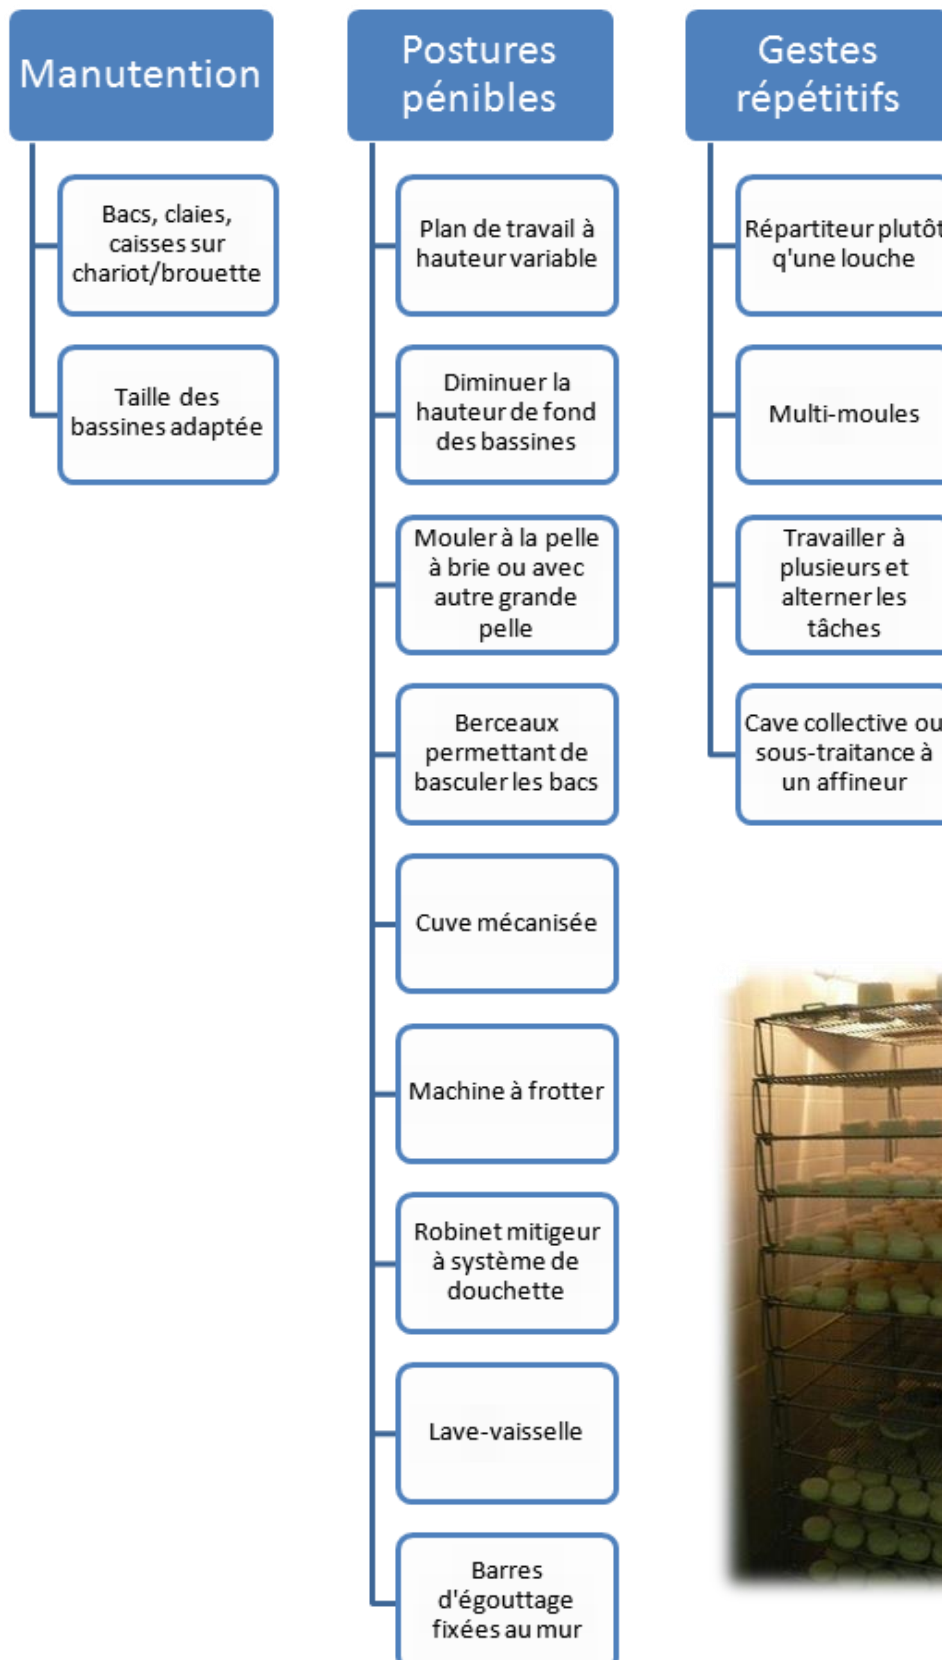 Manutention
Bacs, claies,
caisses sur
chariot/brouette
Taille des
bassines adaptée
Postures
pénibles
Plan de travail à
hauteur variable
Diminuer la
hauteur de fond
des bassines
Mouler à la pelle
à brie ou avec
autre grande
pelle
Berceaux
permettant de
basculer les bacs
Cuve mécanisée
Machine à frotter
Robinet mitigeur
à système de
douchette
Lave-vaisselle
Barres
d'égouttage
fixées au mur
Gestes
répétitifs
Répartiteur plutôt
q'une louche
Multi-moules
Travailler à
plusieurs et
alterner les
tâches
Cave collective ou
sous-traitance à
un affineur